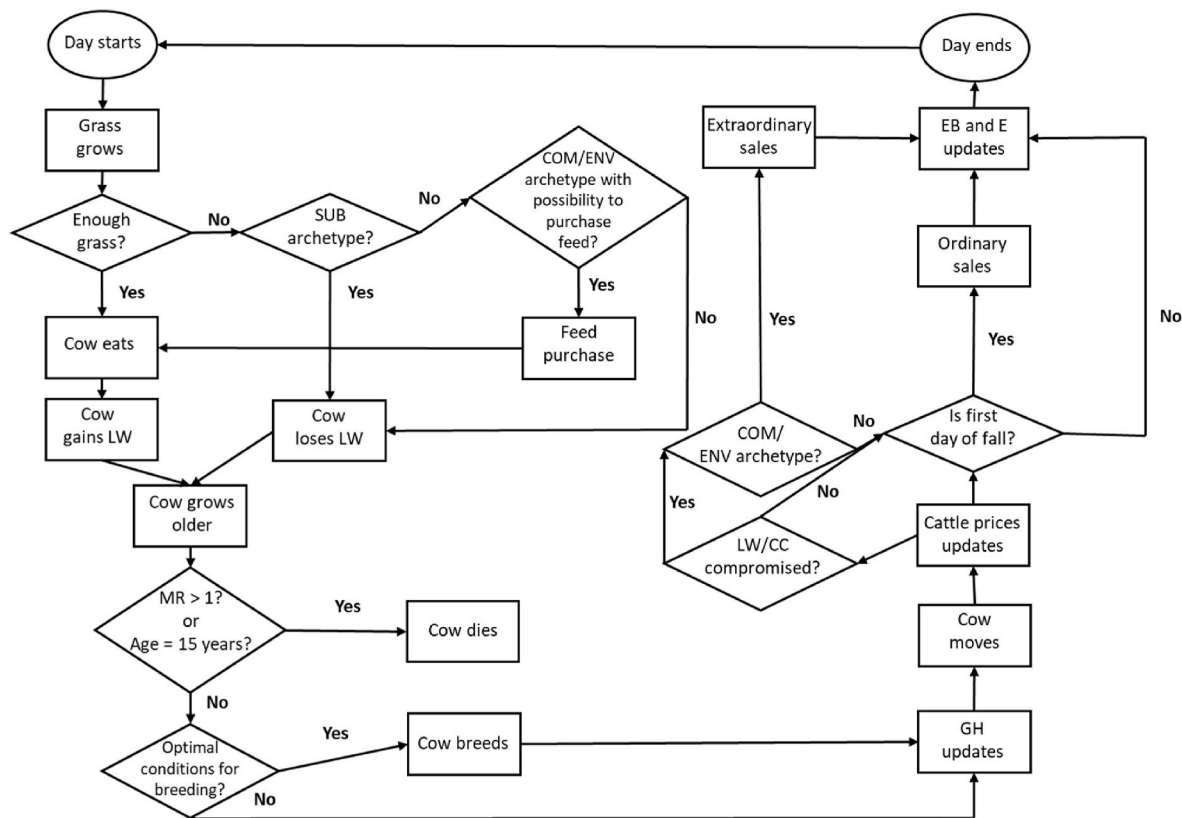 Day starts
Day ends
Grass
grows
Extraordinary
sales
EB and E
updates
COM/ENV
archetype with
possibility to
purchase
feed?
No
Enough
grass?
No
SUB
archetype?
Ordinary
sales
Yes
Yes
Yes
No
No
Cow eats
Feed
purchase
Yes
Yes
Cow
gains LW
Cow
loses LW
Is first
day of fall?
No
COM/
ENV archetype?
No
Yes
Cow grows
older
Cattle prices
updates
LW/CC
compromised?
MR > 1?
or
Age = 15 years?
Yes
Cow dies
Cow
moves
No
Yes
Optimal
conditions for
breeding?
Cow breeds
GH
updates
No